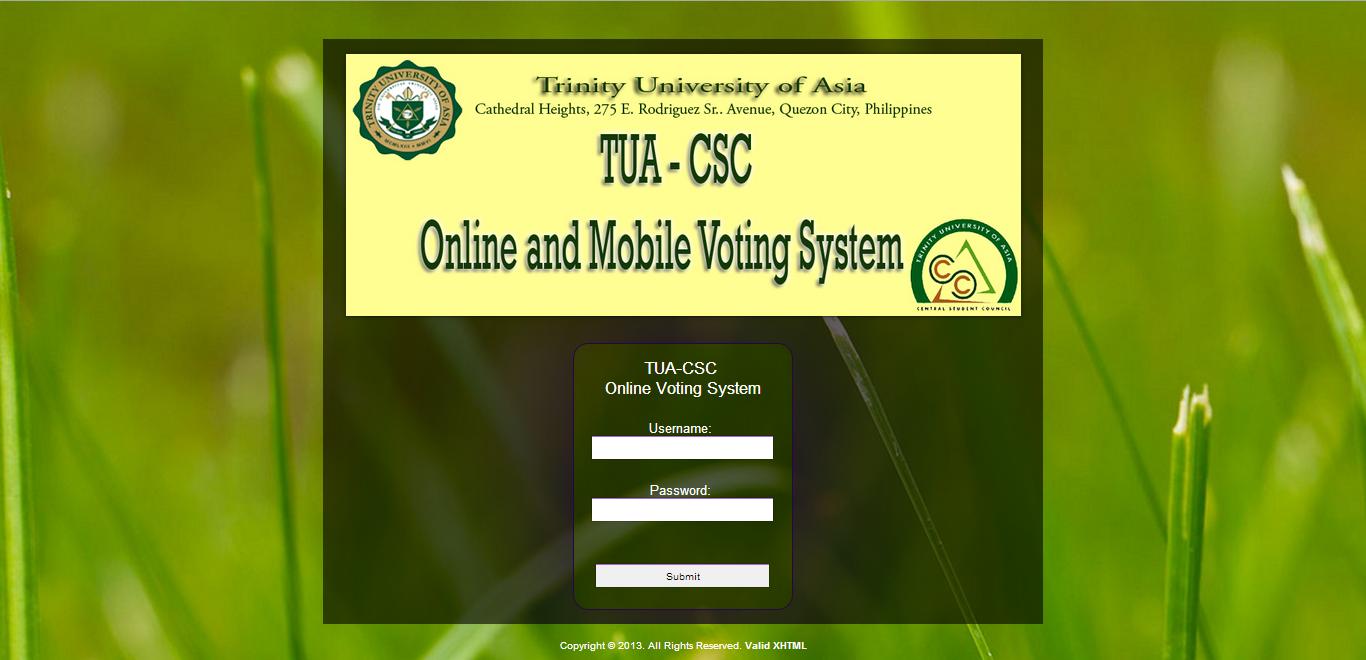 Trinity University of Asia
Cathedral Heights, 275 E. Rodriguez Sr.. Avenue, Quezon City, Philippines
TRINITY UNIVERSITY OF ASIA
TUA - CSC
Online and Mobile Voting System
TRINITY UNIVERSITY OF ASIA
CSC
CENTRAL STUDENT COUNCIL
TUA-CSC
Online Voting System
Username:
Password:
Submit
Copyright © 2013. All Rights Reserved. Valid XHTML